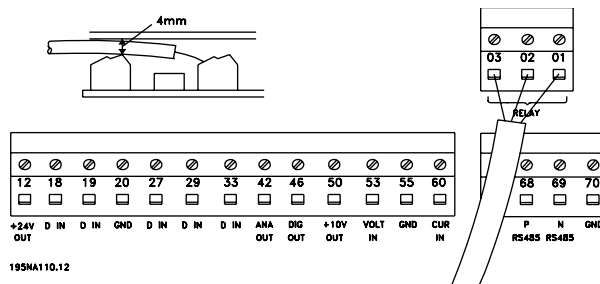 4mm
03 02 01
RELAY
12 18 19 20 27 29 33 42 46 50 53 55 60 68 69 70
+24V OUT D IN D IN GND D IN D IN D IN ANA OUT DIG OUT +10V OUT VOLT IN GND CUR IN P RS485 N RS485 GND
195NA110.12